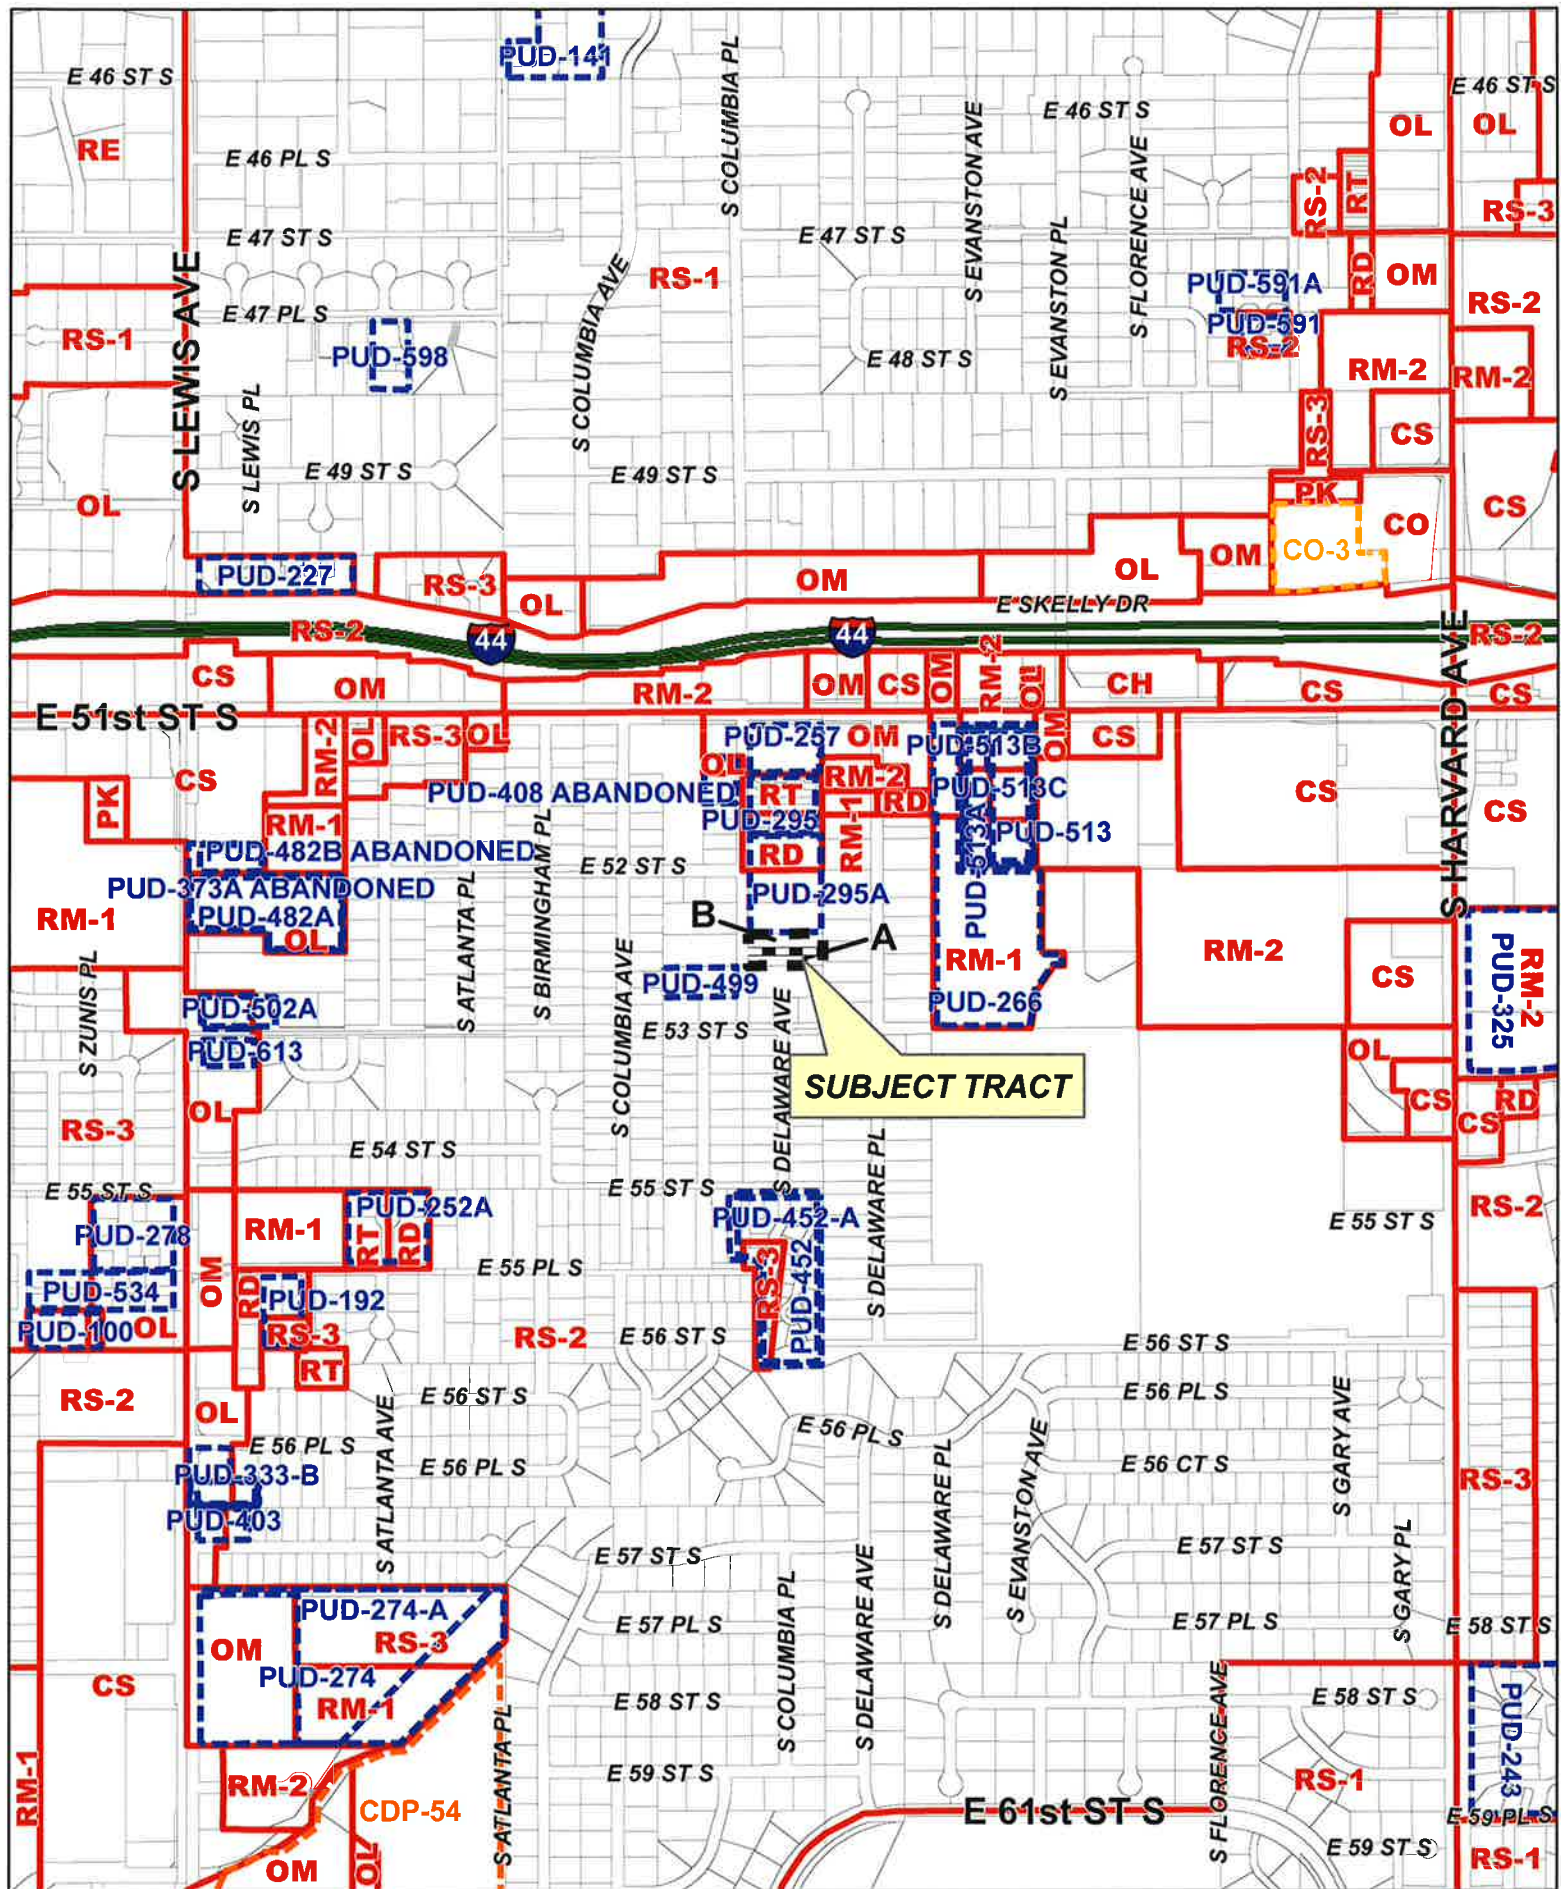 PUD-141
E 46 ST S
S COLUMBIA PL
E 46 ST S
E 46 ST S
RE
OL
OL
E 46 PL S
S EVANSTON AVE
S FLORENCE AVE
RS-2
RT
RS-3
E 47 ST S
E 47 ST S
S LEWIS AVE
S COLUMBIA AVE
RS-1
S EVANSTON PL
PUD-591A
RD
OM
RS-2
E 47 PL S
PUD-591
RS-2
RS-1
PUD-598
E 48 ST S
RM-2
RM-2
S LEWIS PL
RS-3
CS
E 49 ST S
E 49 ST S
OL
PK
CS
CO
CO-3
PUD-227
RS-3
OM
OL
OM
OL
E SKELLY DR
RS-2
44
44
RS-2
CS
OM
RM-2
OM
CS
OM
RM-2
OL
CH
CS
CS
S HARVARD AVE
E 51st ST S
RM-2
OL
RS-3
OL
PUD-257
OM
PUD-513B
OM
CS
CS
OL
RM-2
PK
PUD-408 ABANDONED
RT
RD
PUD-513C
CS
CS
RM-1
PUD-295
RM-1
PUD-513A
PUD-513
PUD-482B ABANDONED
S BIRMINGHAM PL
E 52 ST S
RD
PUD-373A ABANDONED
PUD-295A
RM-1
PUD-482A
OL
S ATLANTA PL
B
A
RM-1
RM-2
CS
PUD-325
RM-2
S ZUNIS PL
S COLUMBIA AVE
PUD-499
PUD-266
PUD-502A
E 53 ST S
S DELAWARE AVE
PUD-613
OL
SUBJECT TRACT
OL
CS
RD
CS
RS-3
E 54 ST S
S DELAWARE PL
E 55 ST S
E 55 ST S
RS-2
PUD-252A
PUD-452-A
E 55 ST S
PUD-278
RM-1
RT
RD
OM
E 55 PL S
RS-3
PUD-452
PUD-534
RD
PUD-192
PUD-100
OL
RS-3
RS-2
E 56 ST S
E 56 ST S
RT
RS-2
E 56 ST S
E 56 PL S
OL
S ATLANTA AVE
E 56 PL S
S GARY AVE
E 56 PL S
E 56 PL S
S DELAWARE PL
S EVANSTON AVE
E 56 CT S
RS-3
PUD-333-B
PUD-403
E 57 ST S
E 57 ST S
S GARY PL
PUD-274-A
S COLUMBIA PL
S DELAWARE AVE
E 57 PL S
E 57 PL S
E 58 ST S
OM
RS-3
PUD-274
CS
RM-1
E 58 ST S
S FLORENCE AVE
E 58 ST S
PUD-243
S ATLANTA PL
RM-1
RM-2
E 59 ST S
RS-1
CDP-54
E 61st ST S
E 59 PL S
OM
OL
E 59 ST S
RS-1